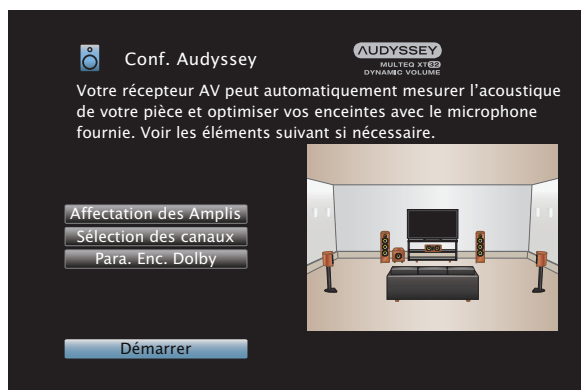 Conf. Audyssey
AUDYSSEY
MULTEQ XT32
DYNAMIC VOLUME
Votre récepteur AV peut automatiquement mesurer l'acoustique
de votre pièce et optimiser vos enceintes avec le microphone
fournie. Voir les éléments suivant si nécessaire.
Affectation des Amplis
Sélection des canaux
Para. Enc. Dolby
Démarrer